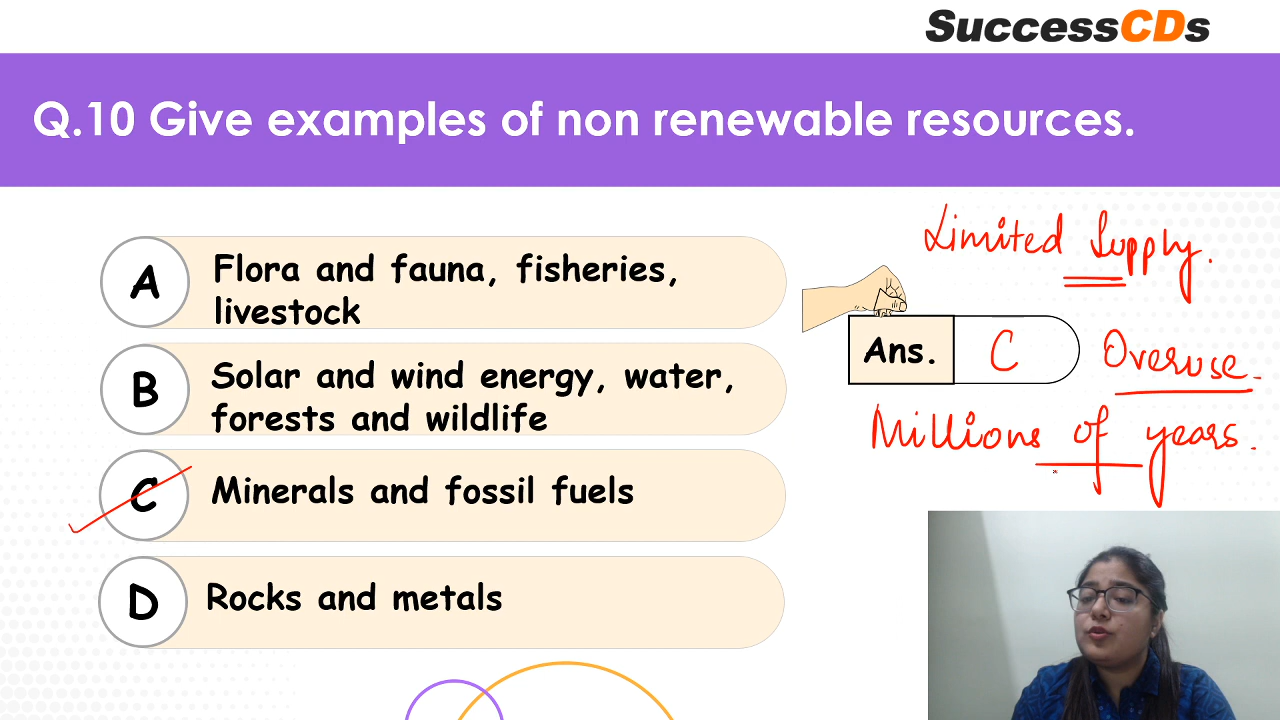 SuccessCDs
Q.10 Give examples of non renewable resources.
A
Flora and fauna, fisheries,
livestock
B
Solar and wind energy, water,
forests and wildlife
C
Minerals and fossil fuels
D
Rocks and metals
Limited Supply.
Ans. C
Overuse.
Millions of years.